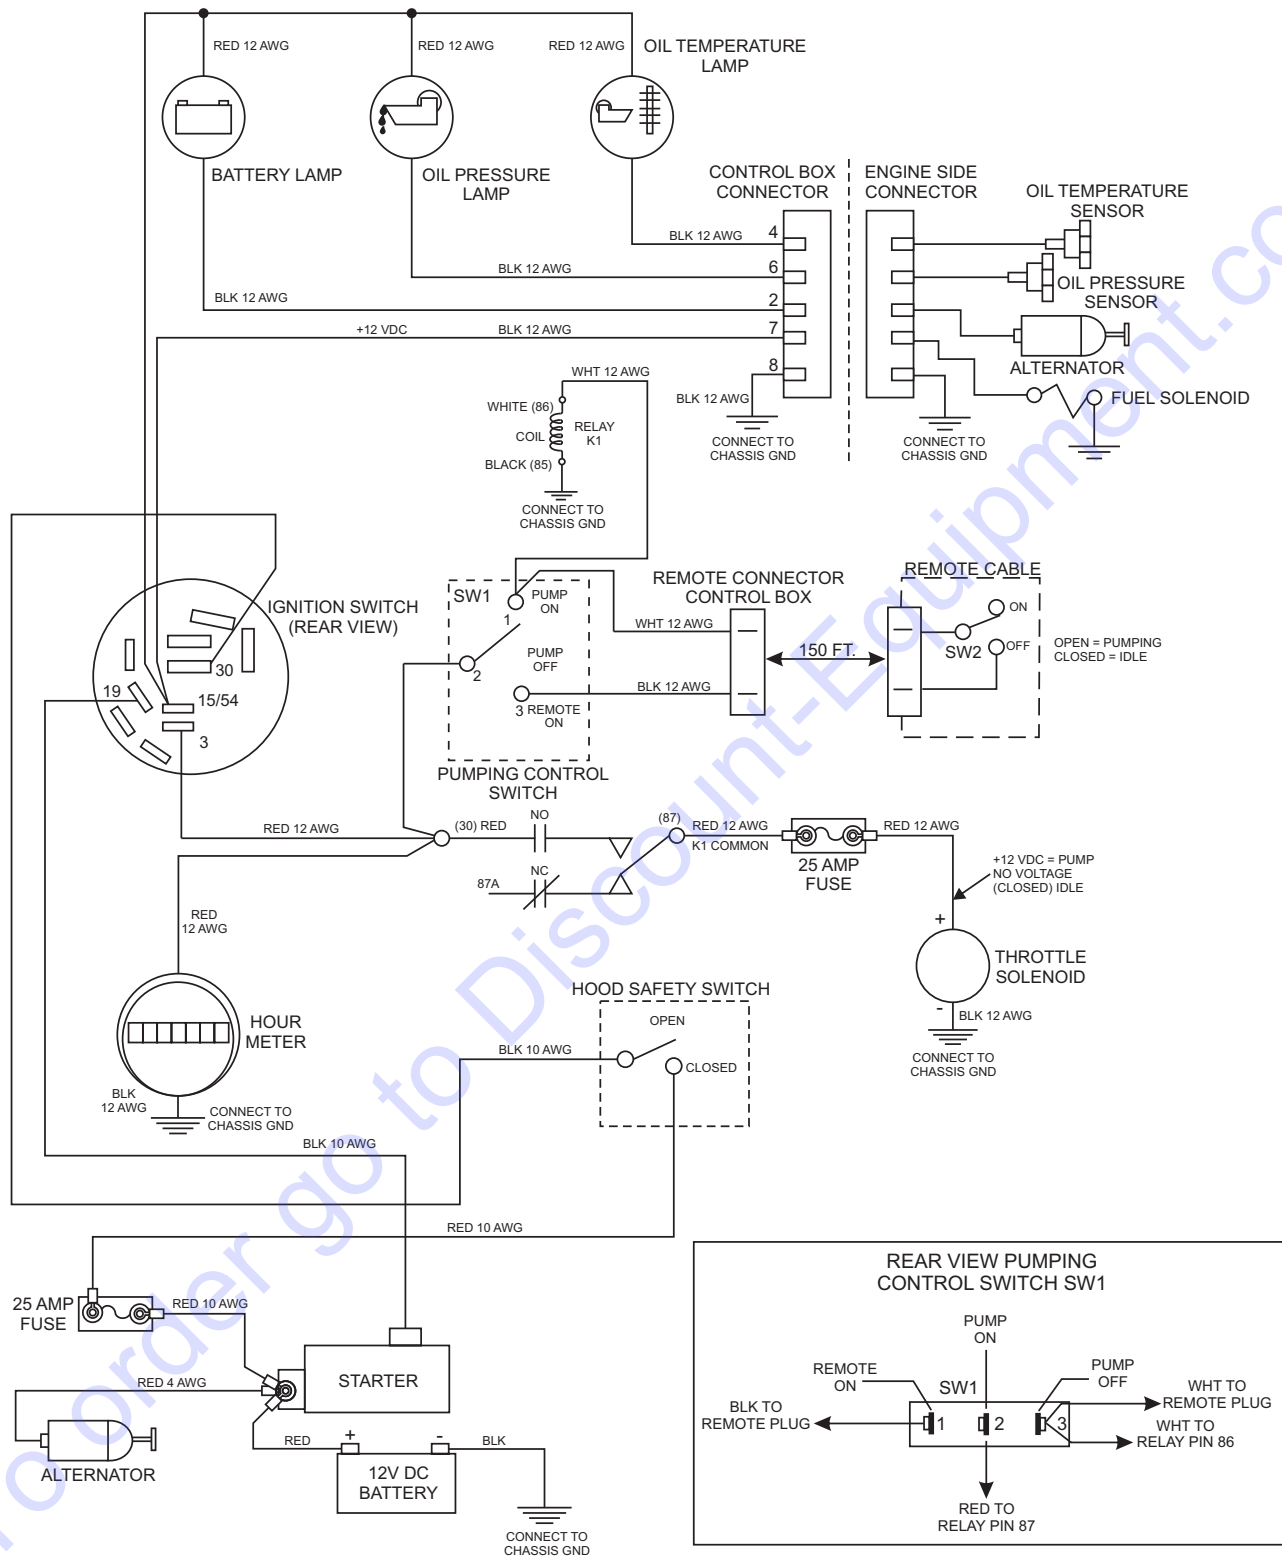 RED 12 AWG
RED 12 AWG
RED 12 AWG
OIL TEMPERATURE
LAMP
BATTERY LAMP
OIL PRESSURE
LAMP
CONTROL BOX
CONNECTOR
ENGINE SIDE
CONNECTOR
OIL TEMPERATURE
SENSOR
BLK 12 AWG
4
BLK 12 AWG
6
OIL PRESSURE
SENSOR
BLK 12 AWG
2
+12 VDC
BLK 12 AWG
7
ALTERNATOR
8
BLK 12 AWG
CONNECT TO
CHASSIS GND
CONNECT TO
CHASSIS GND
FUEL SOLENOID
WHT 12 AWG
WHITE (86)
COIL
RELAY
K1
BLACK (85)
CONNECT TO
CHASSIS GND
IGNITION SWITCH
(REAR VIEW)
30
19
15/54
3
SW1
PUMP
ON
1
PUMP
OFF
2
3
REMOTE
ON
PUMPING CONTROL
SWITCH
REMOTE CONNECTOR
CONTROL BOX
WHT 12 AWG
BLK 12 AWG
150 FT.
REMOTE CABLE
ON
SW2
OFF
OPEN = PUMPING
CLOSED = IDLE
RED 12 AWG
(30) RED
NO
(87)
RED 12 AWG
K1 COMMON
RED 12 AWG
25 AMP
FUSE
87A
NC
+12 VDC = PUMP
NO VOLTAGE
(CLOSED) IDLE
RED
12 AWG
+
THROTTLE
SOLENOID
-
BLK 12 AWG
CONNECT TO
CHASSIS GND
HOUR
METER
BLK
12 AWG
CONNECT TO
CHASSIS GND
HOOD SAFETY SWITCH
OPEN
BLK 10 AWG
CLOSED
BLK 10 AWG
RED 10 AWG
25 AMP
FUSE
RED 10 AWG
STARTER
RED 4 AWG
ALTERNATOR
RED
+
-
BLK
12V DC
BATTERY
CONNECT TO
CHASSIS GND
REAR VIEW PUMPING
CONTROL SWITCH SW1
PUMP
ON
REMOTE
ON
SW1
PUMP
OFF
BLK TO
REMOTE PLUG
1
2
3
WHT TO
REMOTE PLUG
WHT TO
RELAY PIN 86
RED TO
RELAY PIN 87
To order go to Discount-Equipment.co